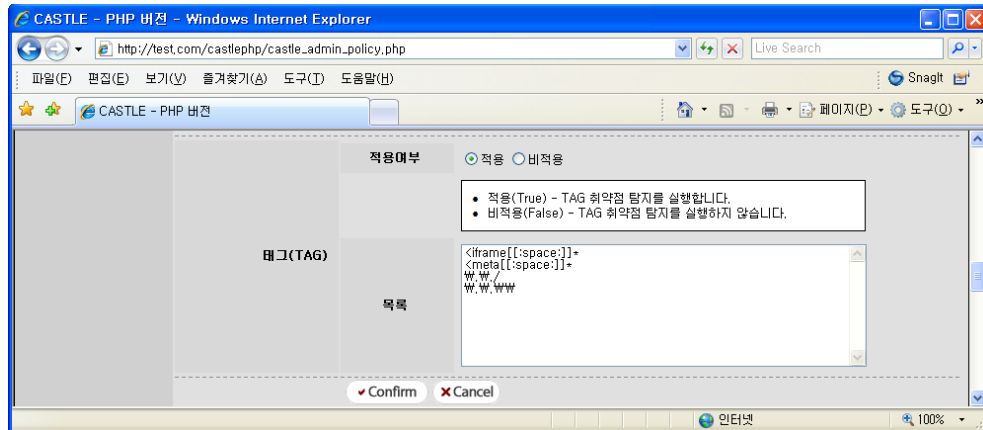 CASTLE - PHP 버전 - Windows Internet Explorer
http://test.com/castlephp/castle_admin_policy.php
Live Search
파일(F) 편집(E) 보기(V) 즐겨찾기(A) 도구(T) 도움말(H)
SnagIt
CASTLE - PHP 버전
페이지(P)
도구(O)
적용여부
적용 비적용
적용(True) - TAG 취약점 탐지를 실행합니다.
비적용(False) - TAG 취약점 탐지를 실행하지 않습니다.
태그(TAG)
목록
<iframe[[:space:]]*
<meta[[:space:]]*
₩.₩./
₩.₩.₩₩
Confirm
Cancel
인터넷
100%